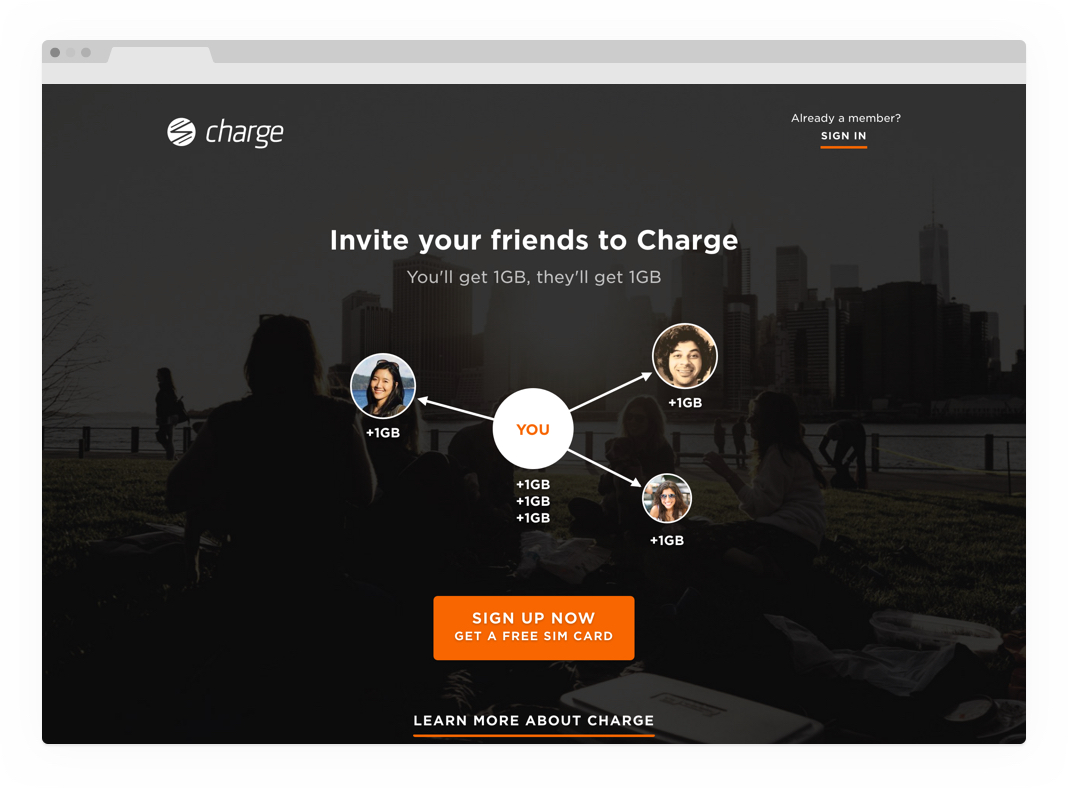 charge
Already a member?
SIGN IN
Invite your friends to Charge
You'll get 1GB, they'll get 1GB
+1GB
+1GB
YOU
+1GB
+1GB
+1GB
+1GB
SIGN UP NOW
GET A FREE SIM CARD
LEARN MORE ABOUT CHARGE